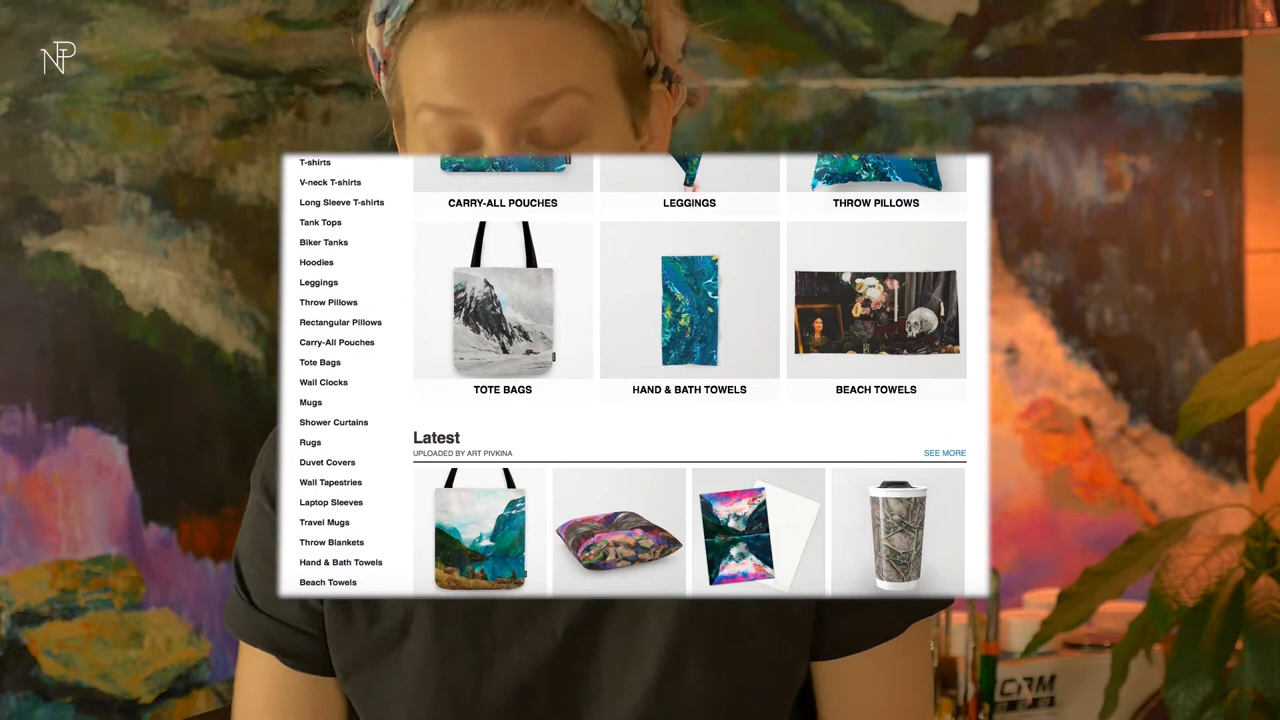 NP
T-shirts
V-neck T-shirts
Long Sleeve T-shirts
Tank Tops
Biker Tanks
Hoodies
Leggings
Throw Pillows
Rectangular Pillows
Carry-All Pouches
Tote Bags
Wall Clocks
Mugs
Shower Curtains
Rugs
Duvet Covers
Wall Tapestries
Laptop Sleeves
Travel Mugs
Throw Blankets
Hand & Bath Towels
Beach Towels
CARRY-ALL POUCHES
LEGGINGS
THROW PILLOWS
TOTE BAGS
HAND & BATH TOWELS
BEACH TOWELS
Latest
UPLOADED BY ART PIVKINA
SEE MORE